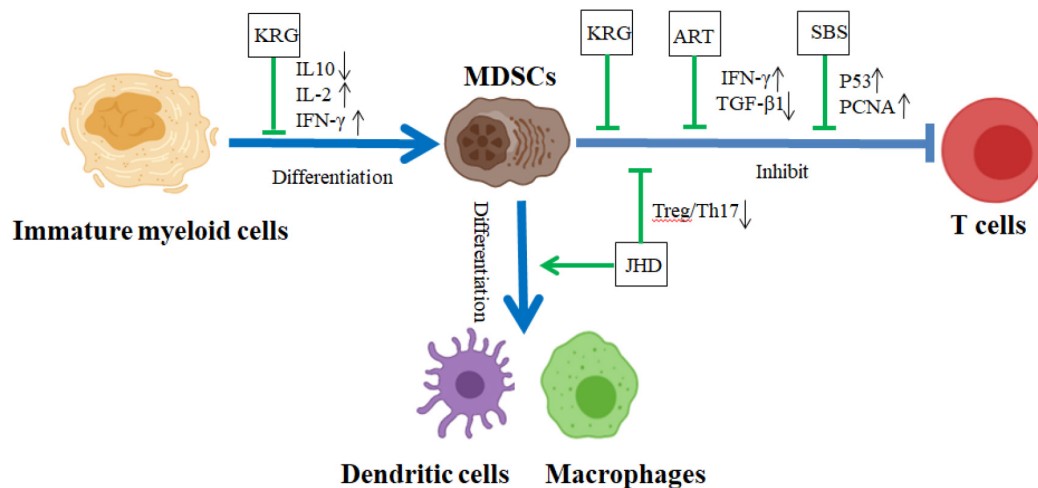 KRG
IL10↓
IL-2 ↑
IFN-γ ↑
Differentiation
Immature myeloid cells
MDSCs
KRG
ART
SBS
IFN-γ↑
TGF-β1↓
P53↑
PCNA↑
Inhibit
T cells
Treg/Th17↓
JHD
Differentiation
Dendritic cells
Macrophages